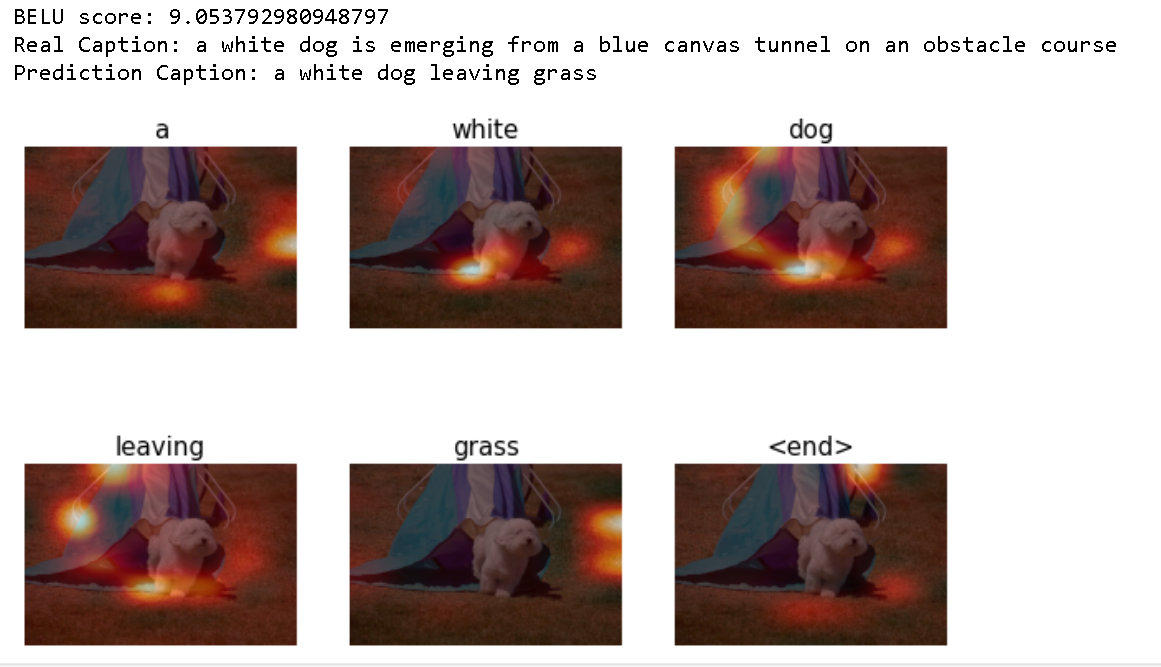 BELU score: 9.053792980948797
Real Caption: a white dog is emerging from a blue canvas tunnel on an obstacle course
Prediction Caption: a white dog leaving grass
a white dog
leaving grass <end>